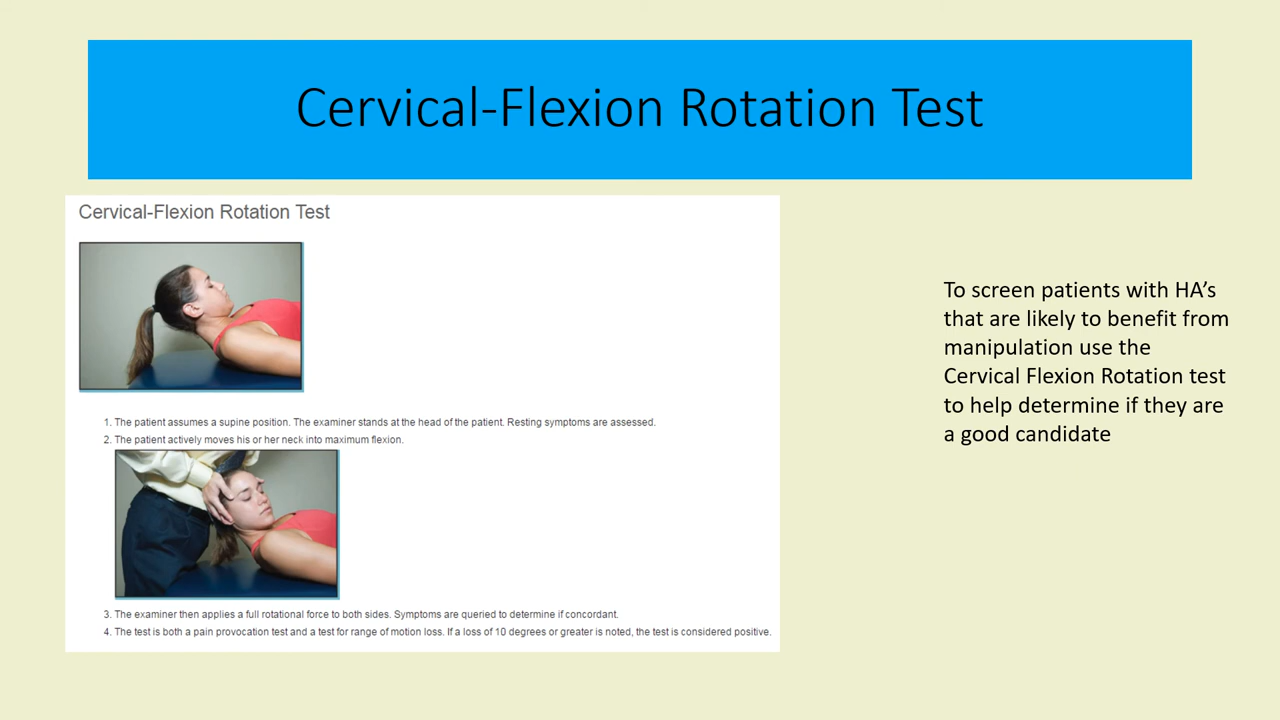 Cervical-Flexion Rotation Test
Cervical-Flexion Rotation Test
1. The patient assumes a supine position. The examiner stands at the head of the patient. Resting symptoms are assessed.
2. The patient actively moves his or her neck into maximum flexion.
3. The examiner then applies a full rotational force to both sides. Symptoms are queried to determine if concordant.
4. The test is both a pain provocation test and a test for range of motion loss. If a loss of 10 degrees or greater is noted, the test is considered positive.
To screen patients with HA’s
that are likely to benefit from
manipulation use the
Cervical Flexion Rotation test
to help determine if they are
a good candidate